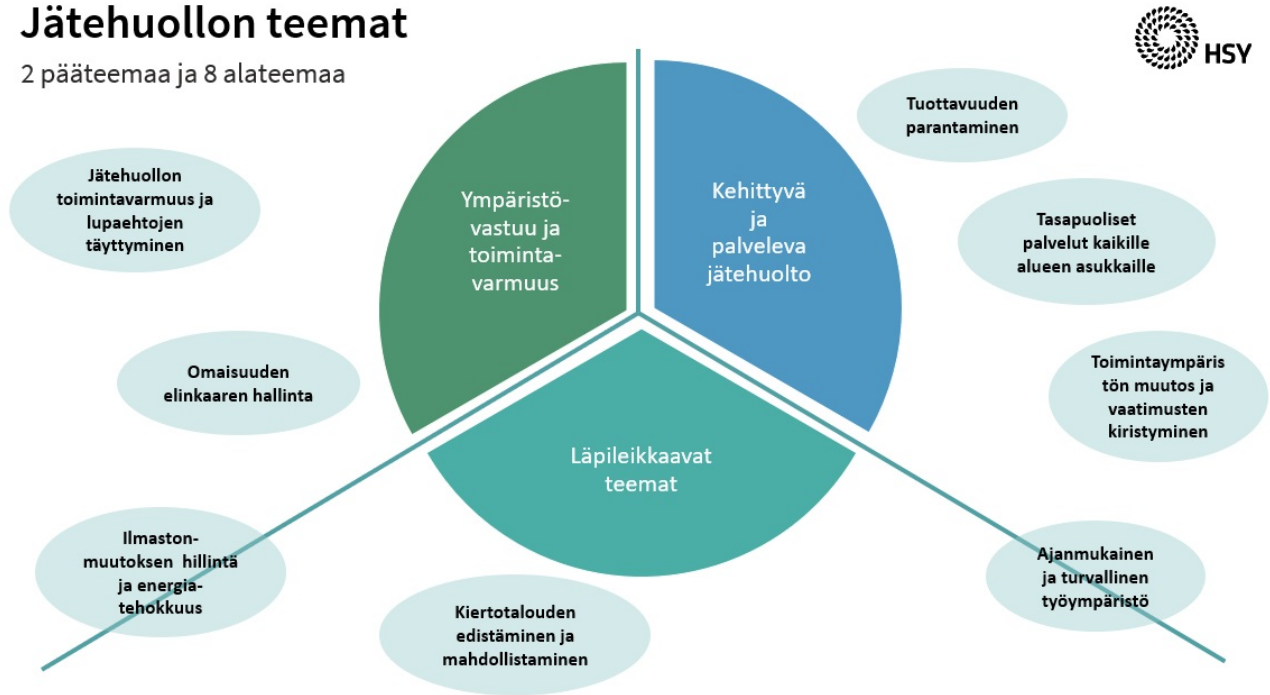 Jätehuollon teemat
2 pääteemaa ja 8 alateemaa
HSY
Jätehuollon
toimintavarmuus ja
lupaehtojen
täyttyminen
Omaisuuden
elinkaaren hallinta
Ilmaston-
muutoksen hillintä
ja energia-
tehokkuus
Ympäristö-
vastuu ja
toiminta-
varmuus
Kehittyvä
ja
palveleva
jätehuolto
Läpileikkaavat
teemat
Kiertotalouden
edistäminen ja
mahdollistaminen
Tuottavuuden
parantaminen
Tasapuoliset
palvelut kaikille
alueen asukkaille
Toimintaympäris
tön muutos ja
vaatimusten
kiristyminen
Ajanmukainen
ja turvallinen
työympäristö